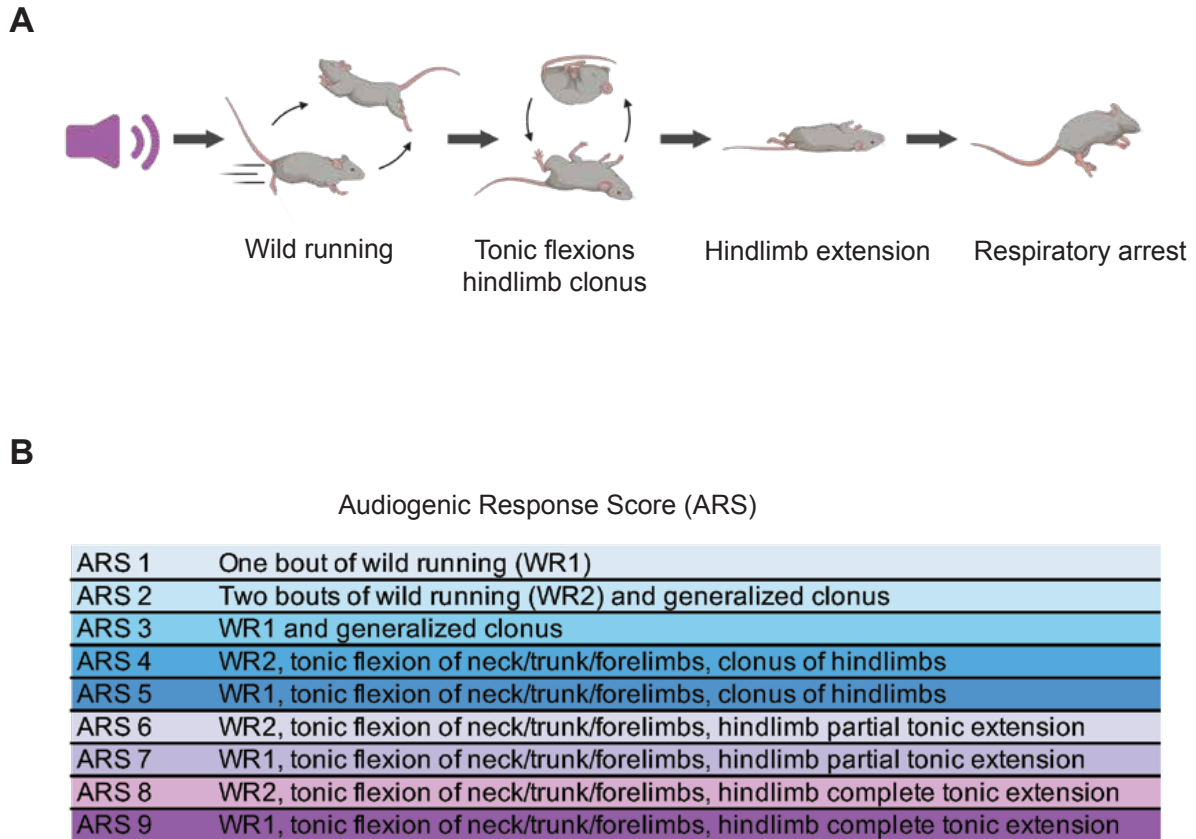 A
Wild running
Tonic flexions
hindlimb clonus
Hindlimb extension
Respiratory arrest
B
Audiogenic Response Score (ARS)
ARS 1 One bout of wild running (WR1)
ARS 2 Two bouts of wild running (WR2) and generalized clonus
ARS 3 WR1 and generalized clonus
ARS 4 WR2, tonic flexion of neck/trunk/forelimbs, clonus of hindlimbs
ARS 5 WR1, tonic flexion of neck/trunk/forelimbs, clonus of hindlimbs
ARS 6 WR2, tonic flexion of neck/trunk/forelimbs, hindlimb partial tonic extension
ARS 7 WR1, tonic flexion of neck/trunk/forelimbs, hindlimb partial tonic extension
ARS 8 WR2, tonic flexion of neck/trunk/forelimbs, hindlimb complete tonic extension
ARS 9 WR1, tonic flexion of neck/trunk/forelimbs, hindlimb complete tonic extension